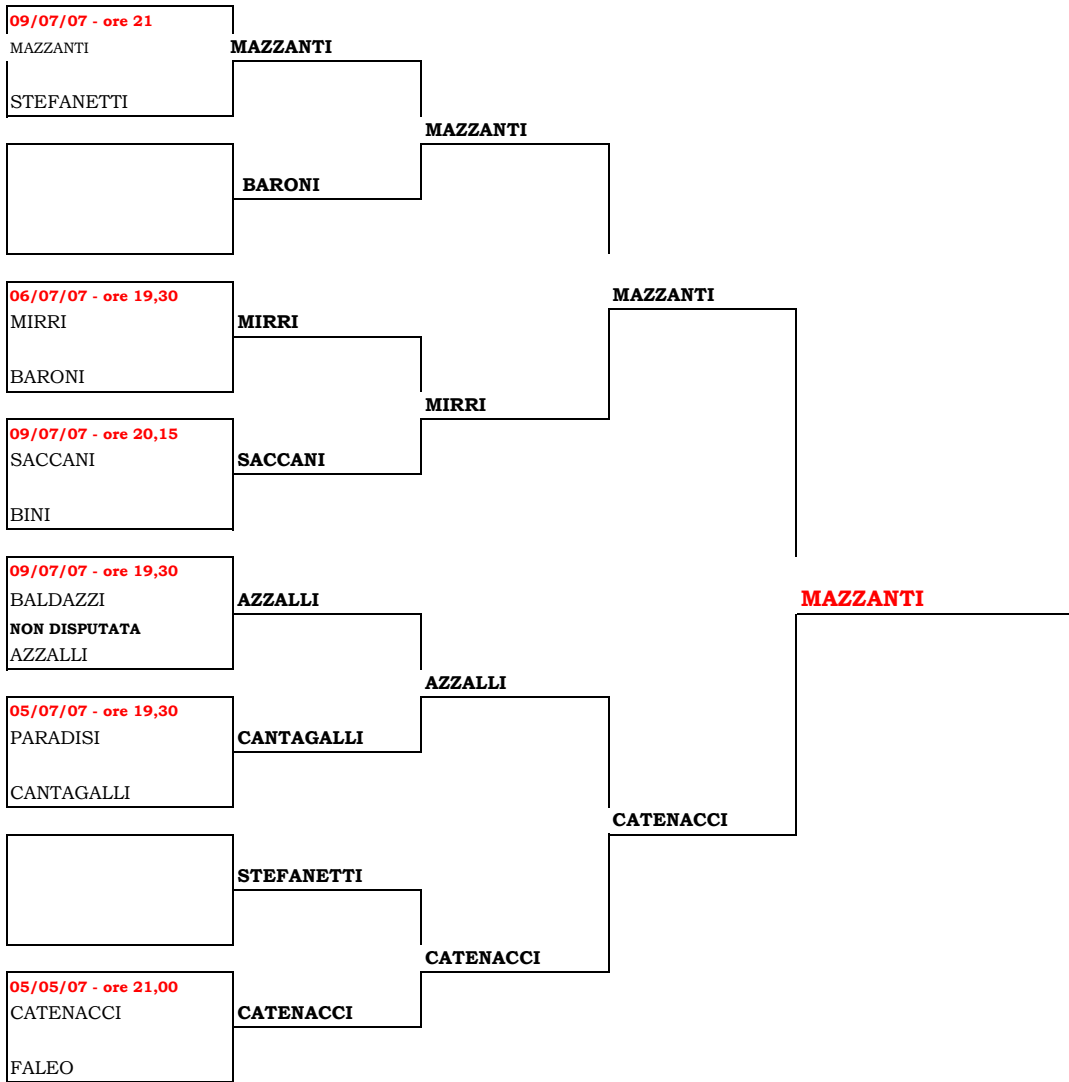 09/07/07 - ore 21
MAZZANTI
MAZZANTI
STEFANETTI
MAZZANTI
BARONI
06/07/07 - ore 19,30
MAZZANTI
MIRRI
MIRRI
BARONI
MIRRI
09/07/07 - ore 20,15
SACCANI
SACCANI
BINI
09/07/07 - ore 19,30
BALDAZZI
AZZALLI
MAZZANTI
NON DISPUTATA
AZZALLI
AZZALLI
05/07/07 - ore 19,30
PARADISI
CANTAGALLI
CANTAGALLI
CATENACCI
STEFANETTI
CATENACCI
05/05/07 - ore 21,00
CATENACCI
CATENACCI
FALEO